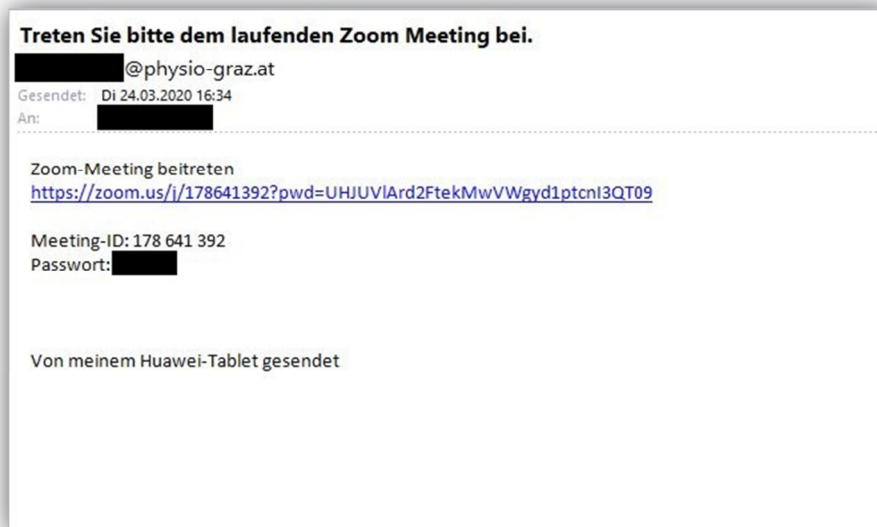 Treten Sie bitte dem laufenden Zoom Meeting bei.
@physio-graz.at
Gesendet: Di 24.03.2020 16:34
An:
Zoom-Meeting beitreten
https://zoom.us/j/178641392?pwd=UHJUVlArd2FtekMwVWgyd1ptcnI3QT09
Meeting-ID: 178 641 392
Passwort:
Von meinem Huawei-Tablet gesendet